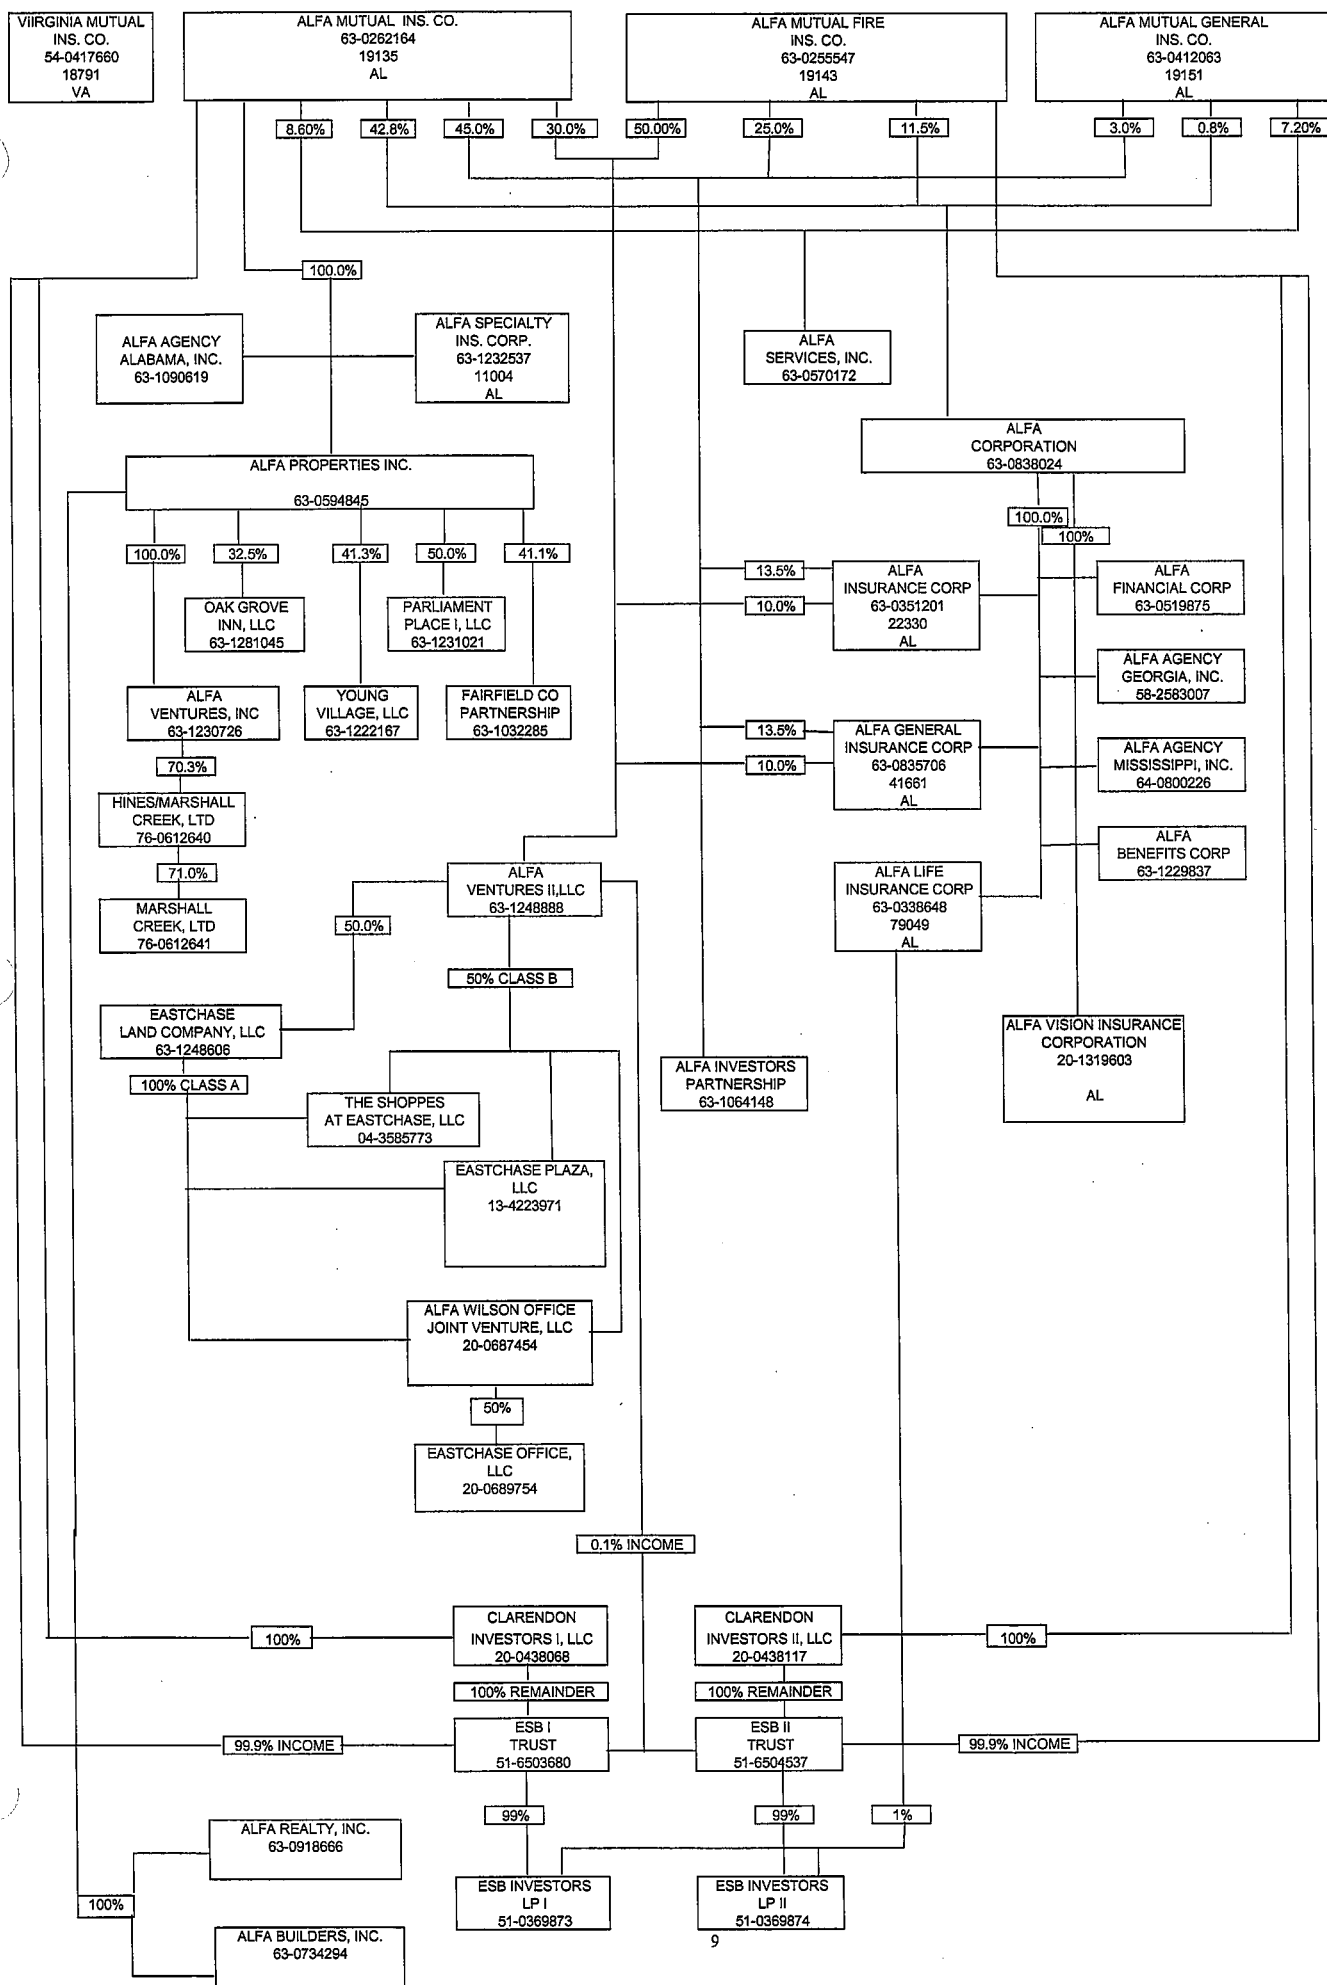 VIIRGINIA MUTUAL
INS. CO.
54-0417660
18791
VA
ALFA MUTUAL INS. CO.
63-0262164
19135
AL
ALFA MUTUAL FIRE
INS. CO.
63-0255547
19143
AL
ALFA MUTUAL GENERAL
INS. CO.
63-0412063
19151
AL
8.60%
42.8%
45.0%
30.0%
50.00%
25.0%
11.5%
3.0%
0.8%
7.20%
100.0%
ALFA AGENCY
ALABAMA, INC.
63-1090619
ALFA SPECIALTY
INS. CORP.
63-1232537
11004
AL
ALFA
SERVICES, INC.
63-0570172
ALFA
CORPORATION
63-0838024
ALFA PROPERTIES INC.
63-0594845
100.0%
100%
100.0%
32.5%
41.3%
50.0%
41.1%
OAK GROVE
INN, LLC
63-1281045
PARLIAMENT
PLACE I, LLC
63-1231021
13.5%
10.0%
ALFA
INSURANCE CORP
63-0351201
22330
AL
ALFA
FINANCIAL CORP
63-0519875
ALFA AGENCY
GEORGIA, INC.
58-2583007
ALFA
VENTURES, INC
63-1230726
YOUNG
VILLAGE, LLC
63-1222167
FAIRFIELD CO
PARTNERSHIP
63-1032285
13.5%
10.0%
ALFA GENERAL
INSURANCE CORP
63-0835706
41661
AL
ALFA AGENCY
MISSISSIPPI, INC.
64-0800226
70.3%
HINES/MARSHALL
CREEK, LTD
76-0612640
71.0%
MARSHALL
CREEK, LTD
76-0612641
ALFA
BENEFITS CORP
63-1229837
ALFA
VENTURES II,LLC
63-1248888
ALFA LIFE
INSURANCE CORP
63-0338648
79049
AL
50.0%
50% CLASS B
EASTCHASE
LAND COMPANY, LLC
63-1248606
100% CLASS A
ALFA VISION INSURANCE
CORPORATION
20-1319603
AL
ALFA INVESTORS
PARTNERSHIP
63-1064148
THE SHOPPES
AT EASTCHASE, LLC
04-3585773
EASTCHASE PLAZA,
LLC
13-4223971
ALFA WILSON OFFICE
JOINT VENTURE, LLC
20-0687454
50%
EASTCHASE OFFICE,
LLC
20-0689754
0.1% INCOME
100%
CLARENDON
INVESTORS I, LLC
20-0438068
CLARENDON
INVESTORS II, LLC
20-0438117
100%
100% REMAINDER
100% REMAINDER
99.9% INCOME
ESB I
TRUST
51-6503680
ESB II
TRUST
51-6504537
99.9% INCOME
99%
99%
1%
ALFA REALTY, INC.
63-0918666
100%
ESB INVESTORS
LP I
51-0369873
ESB INVESTORS
LP II
51-0369874
ALFA BUILDERS, INC.
63-0734294
9